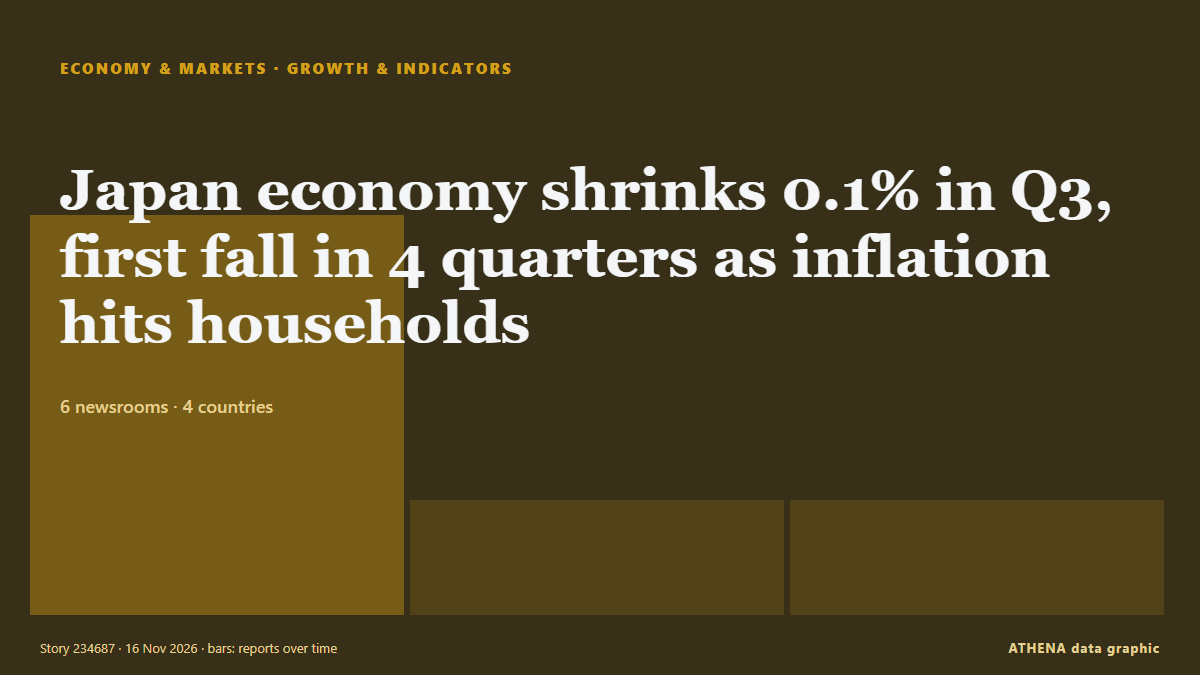 ECONOMY & MARKETS · GROWTH & INDICATORS
Japan economy shrinks 0.1% in Q3,
first fall in 4 quarters as inflation
hits households
6 newsrooms · 4 countries
Story 234687 · 16 Nov 2026 · bars: reports over time
ATHENA data graphic